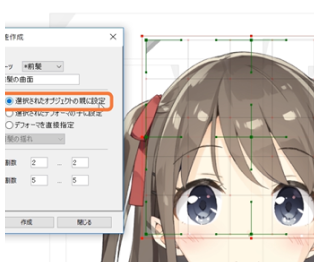 を作成
ーツ *前髪
髪の曲面
選択されたオブジェクトの親に設定
選択されたデフォーマの子に設定
デフォーマを直接指定
髪の揺れ
割数 2 ... 2
割数 5 ... 5
作成 閉じる